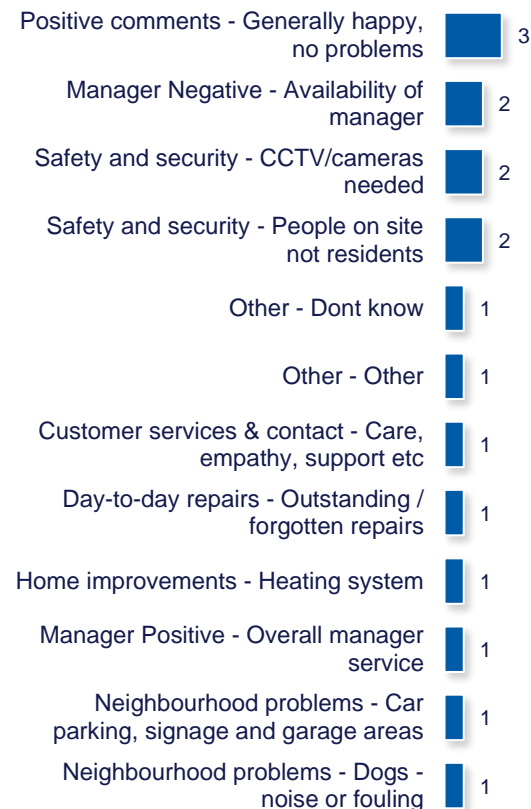 Positive comments - Generally happy,
no problems
3
Manager Negative - Availability of
manager
2
Safety and security - CCTV/cameras
needed
2
Safety and security - People on site
not residents
2
Other - Dont know
1
Other - Other
1
Customer services & contact - Care,
empathy, support etc
1
Day-to-day repairs - Outstanding /
forgotten repairs
1
Home improvements - Heating system
1
Manager Positive - Overall manager
service
1
Neighbourhood problems - Car
parking, signage and garage areas
1
Neighbourhood problems - Dogs -
noise or fouling
1